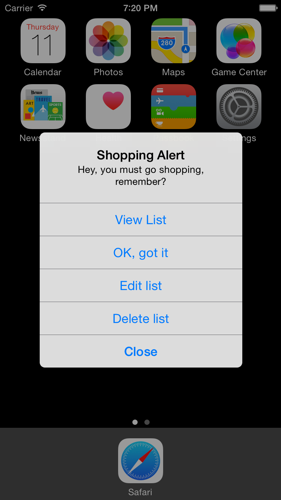 Carrier 7:20 PM
Thursday
11
280
Calendar Photos Maps Game Center
News
Shopping Alert
Hey, you must go shopping,
remember?
View List
OK, got it
Edit list
Delete list
Close
Safari